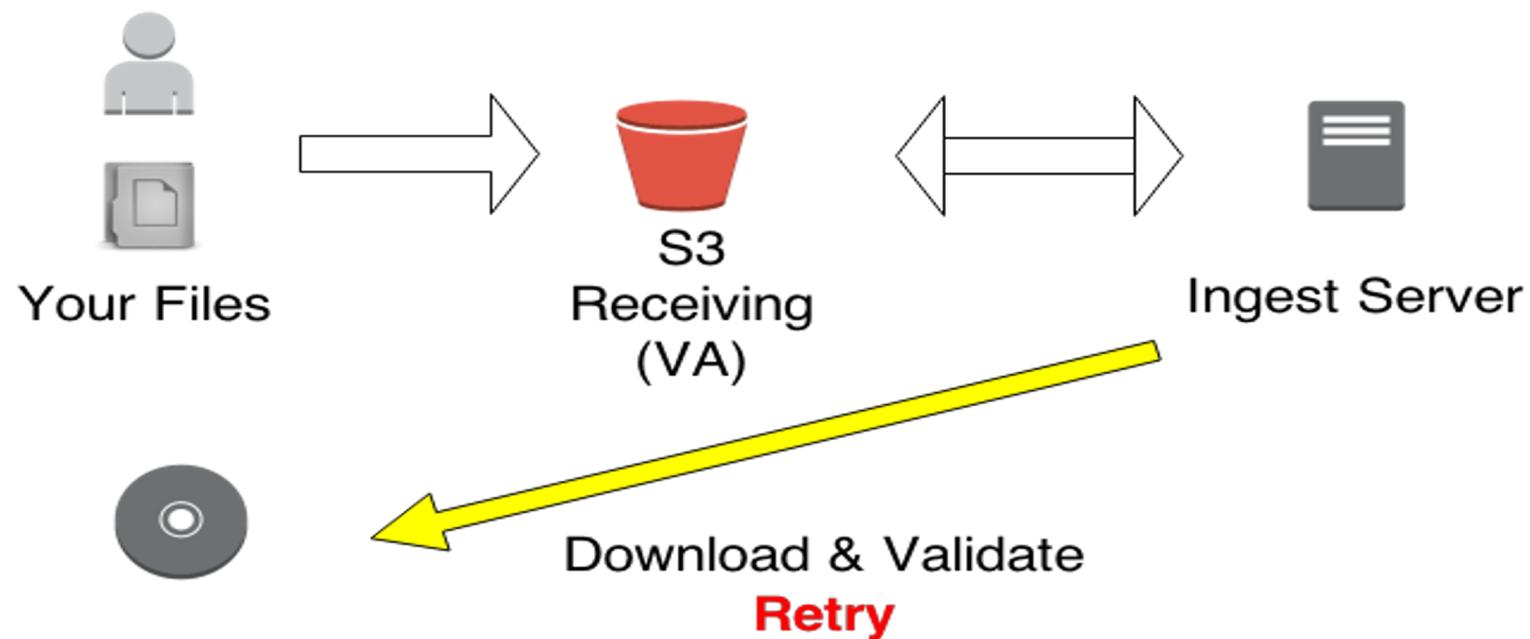 Your Files
S3
Receiving
(VA)
Ingest Server
Download & Validate
Retry